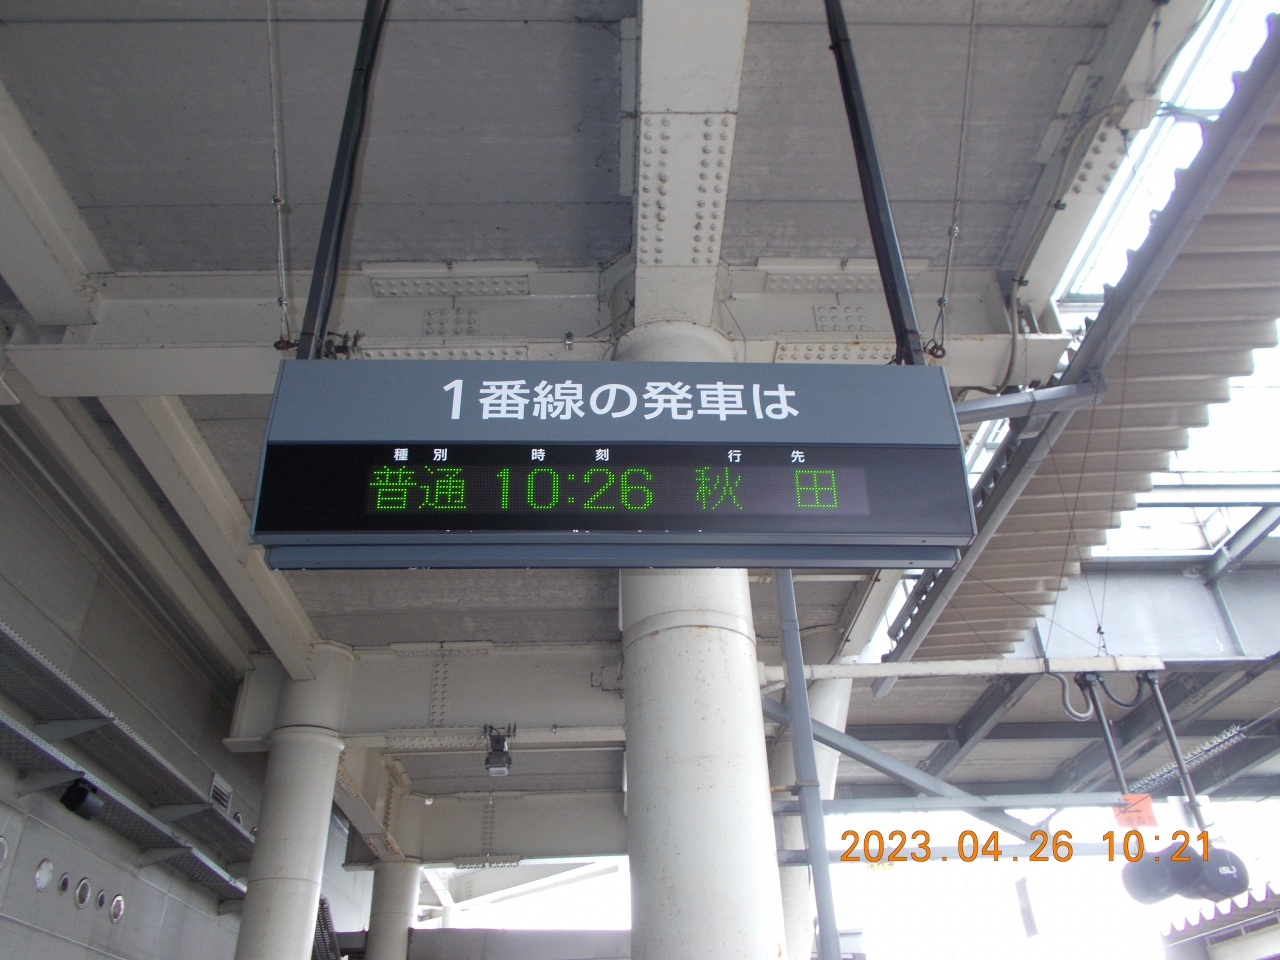 1番線の発車は
種別 時刻 行先
普通 10:26 秋田
2023.04.26 10:21